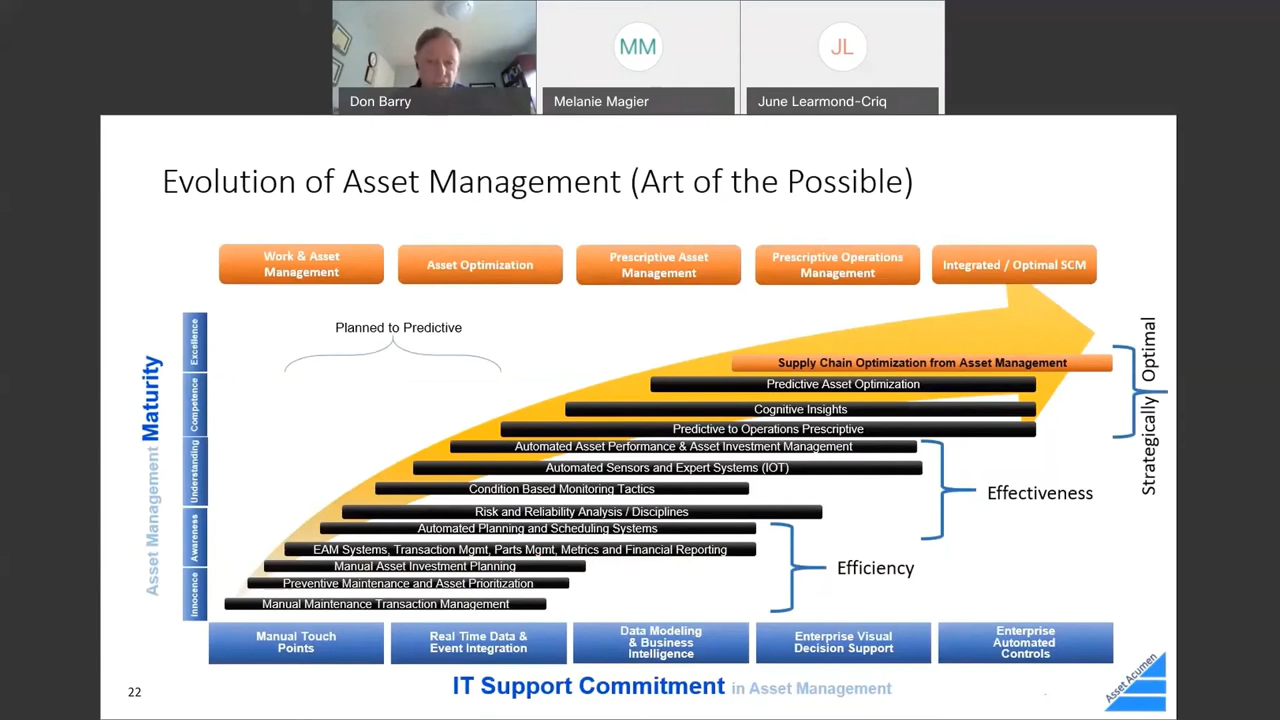 MM
JL
Don Barry
Melanie Magier
June Learmond-Criq
Evolution of Asset Management (Art of the Possible)
Work & Asset
Management
Asset Optimization
Prescriptive Asset
Management
Prescriptive Operations
Management
Integrated / Optimal SCM
Planned to Predictive
Asset Management Maturity
Excellence
Competence
Understanding
Awareness
Innocence
Supply Chain Optimization from Asset Management
Predictive Asset Optimization
Cognitive Insights
Predictive to Operations Prescriptive
Automated Asset Performance & Asset Investment Management
Automated Sensors and Expert Systems (IOT)
Condition Based Monitoring Tactics
Risk and Reliability Analysis / Disciplines
Automated Planning and Scheduling Systems
EAM Systems, Transaction Mgmt, Parts Mgmt, Metrics and Financial Reporting
Manual Asset Investment Planning
Preventive Maintenance and Asset Prioritization
Manual Maintenance Transaction Management
Strategically Optimal
Effectiveness
Efficiency
Manual Touch
Points
Real Time Data &
Event Integration
Data Modeling
& Business
Intelligence
Enterprise Visual
Decision Support
Enterprise
Automated
Controls
IT Support Commitment in Asset Management
22
Asset Acumen